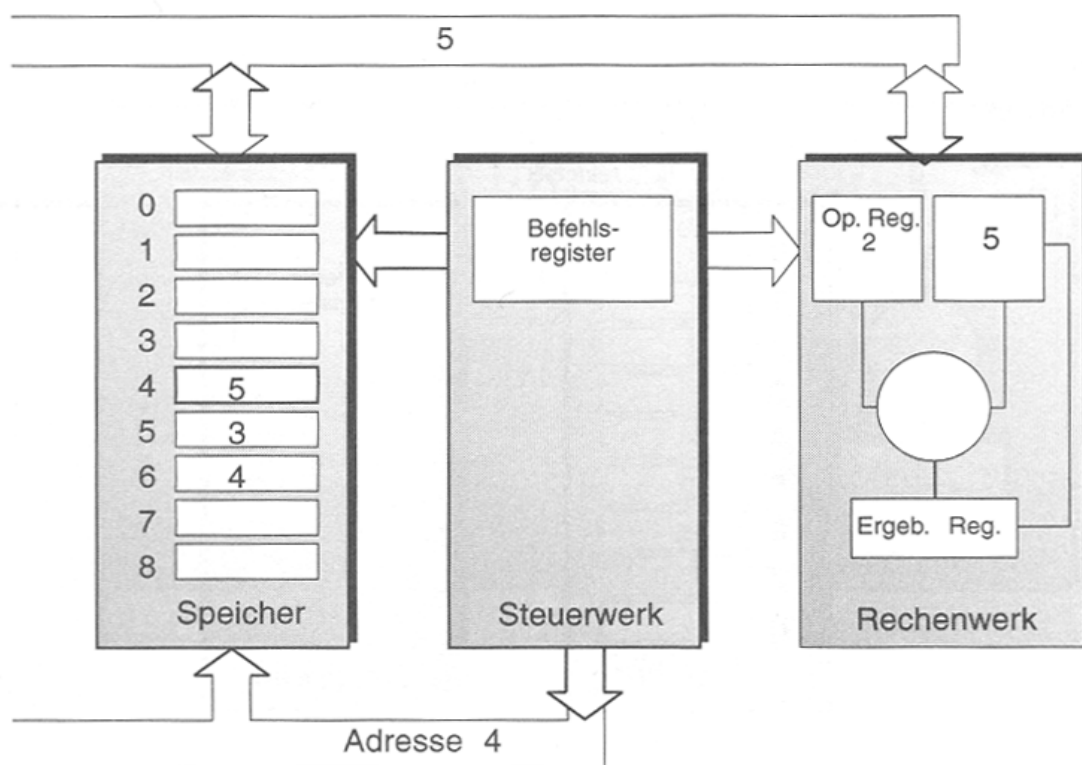 5
0
1
2
3
4 5
5 3
6 4
7
8
Speicher
Befehls-
register
Steuerwerk
Op. Reg.
2
5
Ergeb. Reg.
Rechenwerk
Adresse 4